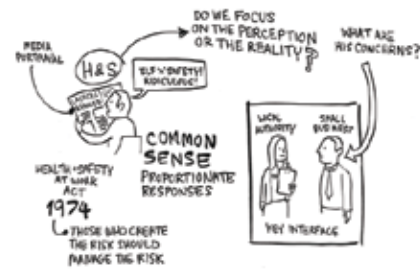 MEDIA
PORTRAYAL
H&S
'ELF 'N' SAFETY!
RIDICULOUS!
DO WE FOCUS
ON THE PERCEPTION
OR THE REALITY?
WHAT ARE
HIS CONCERNS?
COMMON
SENSE
PROPORTIONATE
RESPONSES
HEALTH & SAFETY
AT WORK
ACT
1974
THOSE WHO CREATE
THE RISK SHOULD
MANAGE THE RISK
LOCAL
AUTHORITY
SMALL
BUSINESS
KEY INTERFACE